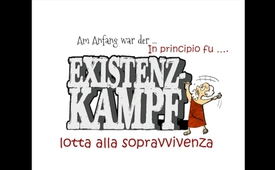 Am Anfang war der ...
In principio fu ....
EXISTENZ-
KAMPF
lotta alla sopravvivenza